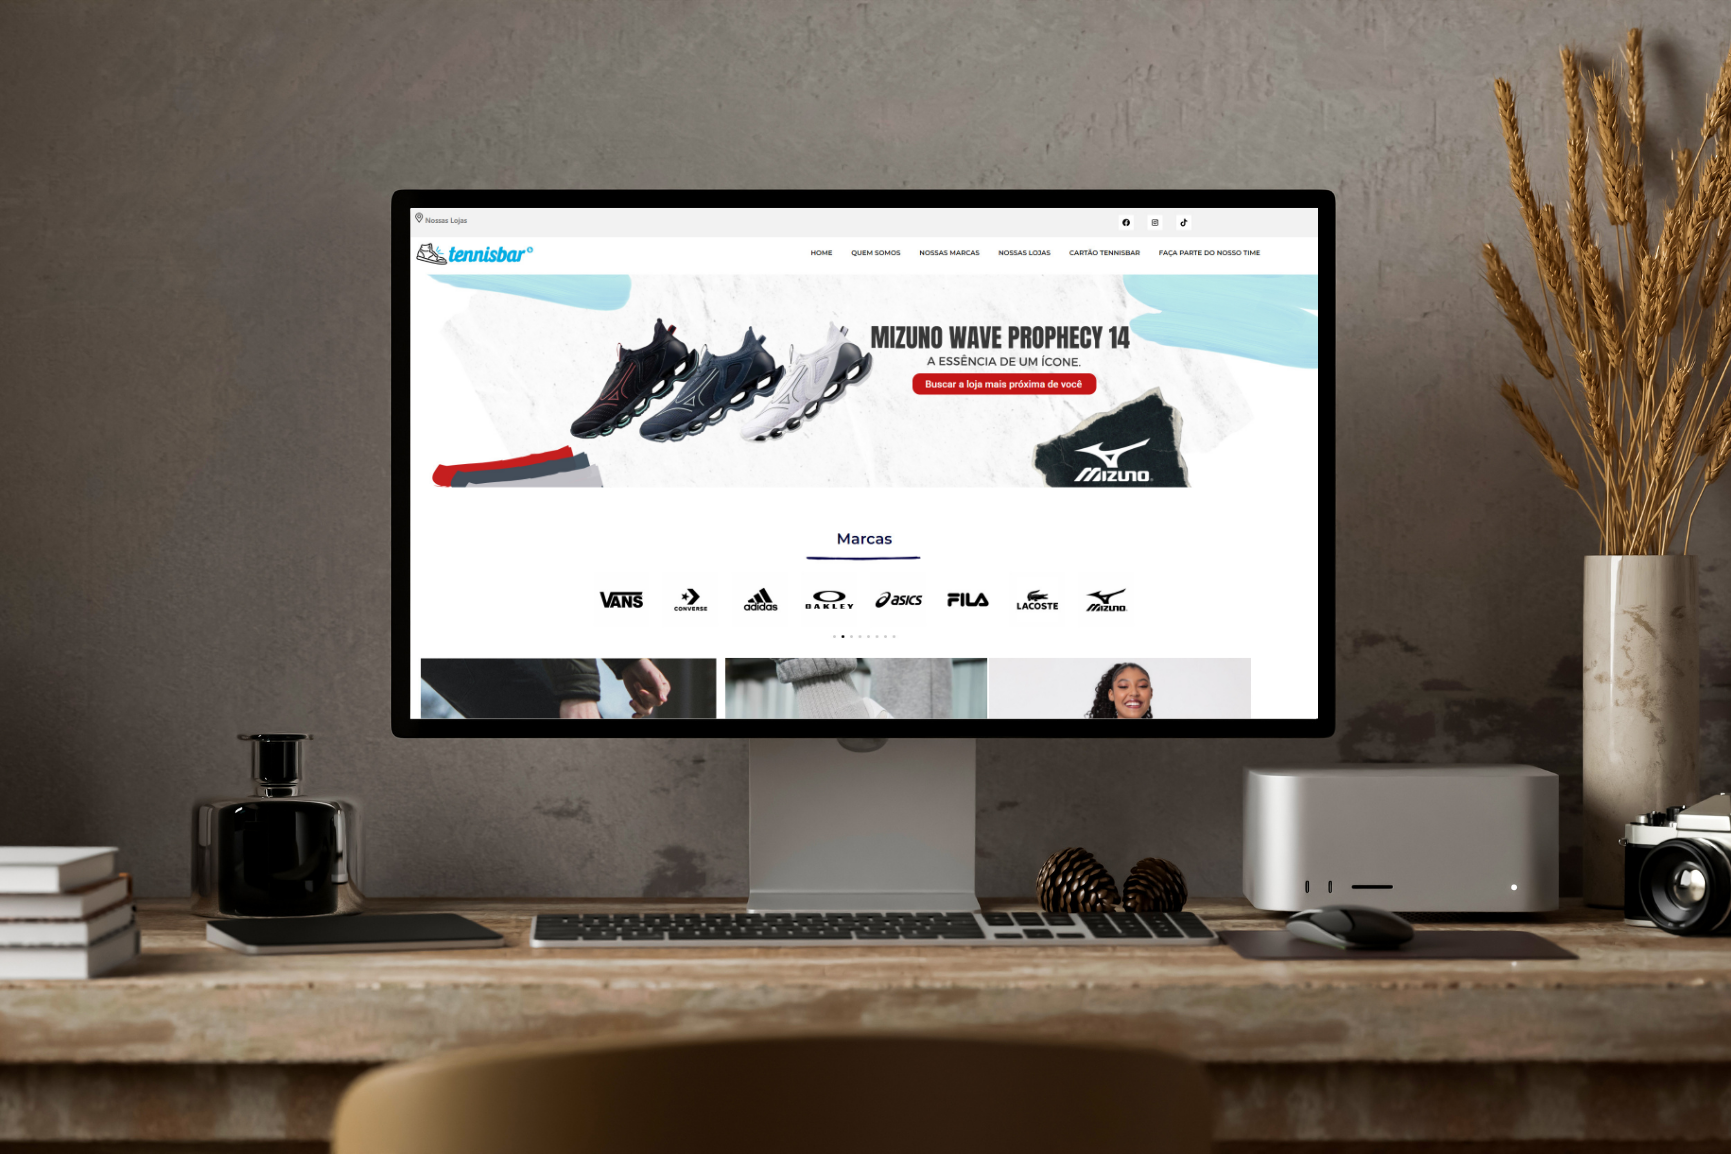 Nossas Lojas
tennisbar
HOME QUEM SOMOS NOSSAS MARCAS NOSSAS LOJAS CARTÃO TENNISBAR FAÇA PARTE DO NOSSO TIME
MIZUNO WAVE PROPHECY 14
A ESSÊNCIA DE UM ÍCONE.
Buscar a loja mais próxima de você
MIZUNO
Marcas
VANS
CONVERSE
adidas
OAKLEY
asics
FILA
LACOSTE
MIZUNO